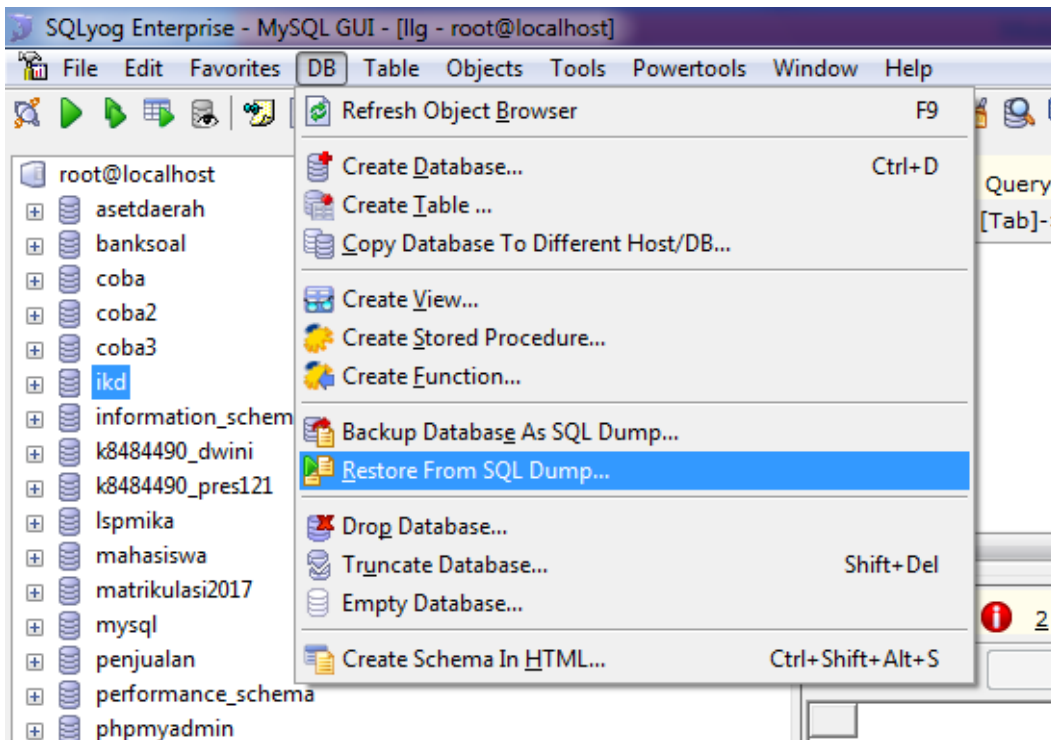 SQLyog Enterprise - MySQL GUI - [llg - root@localhost]
File Edit Favorites DB Table Objects Tools Powertools Window Help
Refresh Object Browser F9
Create Database... Ctrl+D
Create Table ...
Copy Database To Different Host/DB...
Create View...
Create Stored Procedure...
Create Function...
Backup Database As SQL Dump...
Restore From SQL Dump...
Drop Database...
Truncate Database... Shift+Del
Empty Database...
Create Schema In HTML... Ctrl+Shift+Alt+S
root@localhost
asetdaerah
banksoal
coba
coba2
coba3
ikd
information_schem
k8484490_dwini
k8484490_pres121
lspmika
mahasiswa
matrikulasi2017
mysql
penjualan
performance_schema
phpmyadmin
Query
[Tab]-
2